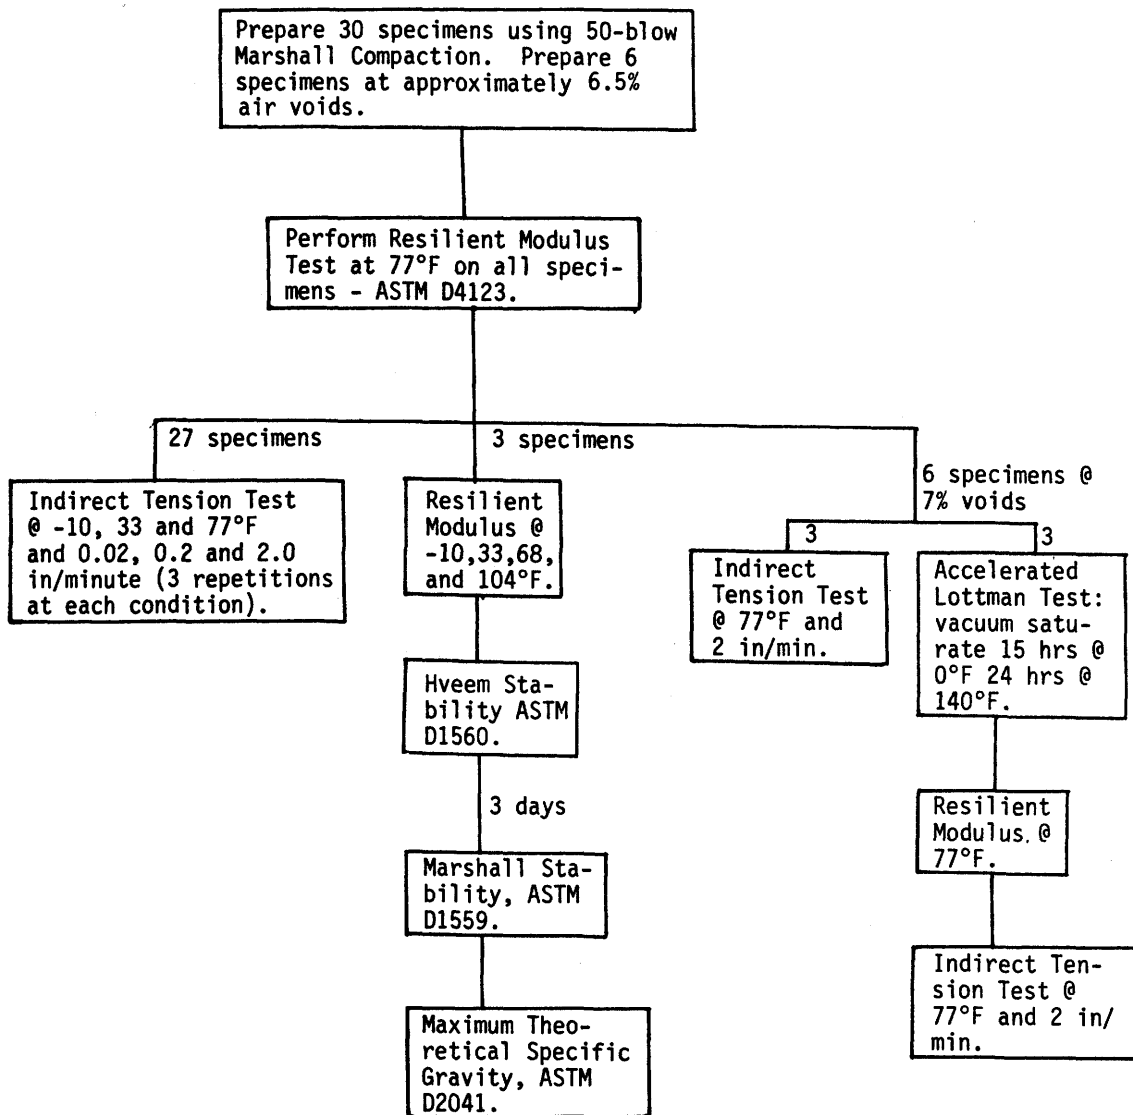 Prepare 30 specimens using 50-blow
Marshall Compaction. Prepare 6
specimens at approximately 6.5%
air voids.
Perform Resilient Modulus
Test at 77°F on all speci-
mens - ASTM D4123.
27 specimens
3 specimens
6 specimens @
7% voids
Indirect Tension Test
@ -10, 33 and 77°F
and 0.02, 0.2 and 2.0
in/minute (3 repetitions
at each condition).
Resilient
Modulus @
-10,33,68,
and 104°F.
Hveem Sta-
bility ASTM
D1560.
3 days
Marshall Sta-
bility, ASTM
D1559.
Maximum Theo-
retical Specific
Gravity, ASTM
D2041.
3
Indirect
Tension Test
@ 77°F and
2 in/min.
3
Accelerated
Lottman Test:
vacuum satu-
rate 15 hrs @
0°F 24 hrs @
140°F.
Resilient
Modulus. @
77°F.
Indirect Ten-
sion Test @
77°F and 2 in/
min.